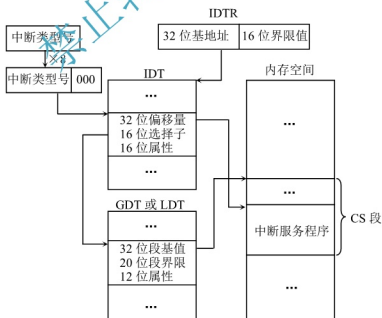 IDTR
32 位基地址 16 位界限值
中断类型号
×8
中断类型号 000
IDT
内存空间
...
32 位偏移量
16 位选择子
16 位属性
...
...
...
GDT 或 LDT
...
中断服务程序
CS 段
32 位段基值
20 位段界限
12 位属性
...
...
禁止